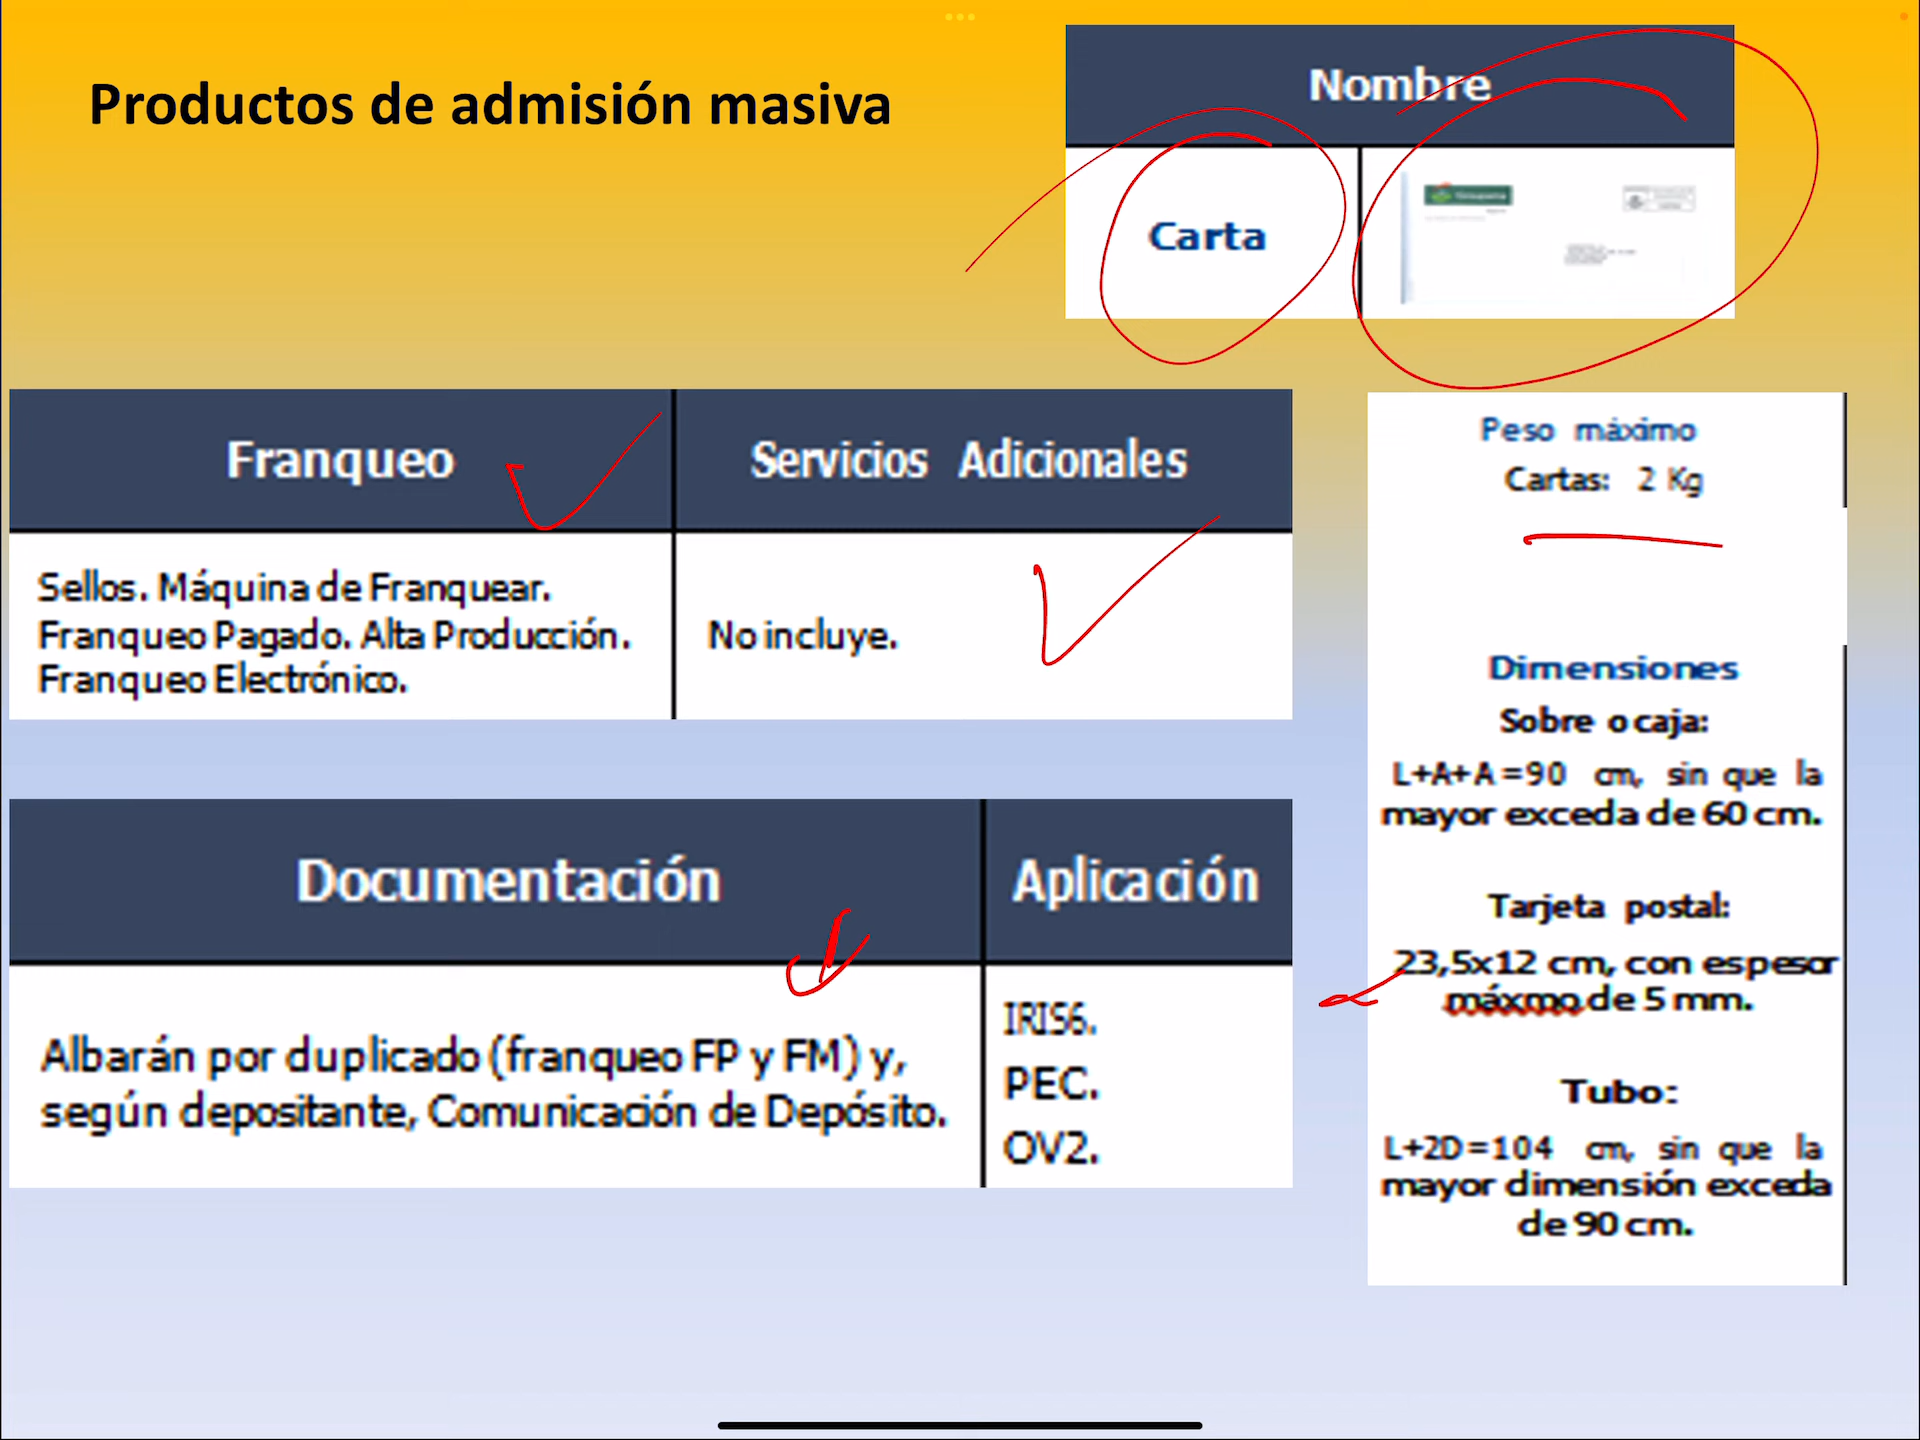 Productos de admisión masiva
Nombre
Carta
Franqueo
Servicios Adicionales
Sellos. Máquina de Franquear.
Franqueo Pagado. Alta Producción.
Franqueo Electrónico.
No incluye.
Documentación
Aplicación
Albarán por duplicado (franqueo FP y FM) y,
según depositante, Comunicación de Depósito.
IRIS6.
PEC.
OV2.
Peso máximo
Cartas: 2 Kg
Dimensiones
Sobre o caja:
L+A+A=90 cm, sin que la
mayor exceda de 60 cm.
Tarjeta postal:
23,5x12 cm, con espesor
máxmo de 5 mm.
Tubo:
L+2D=104 cm, sin que la
mayor dimensión exceda
de 90 cm.